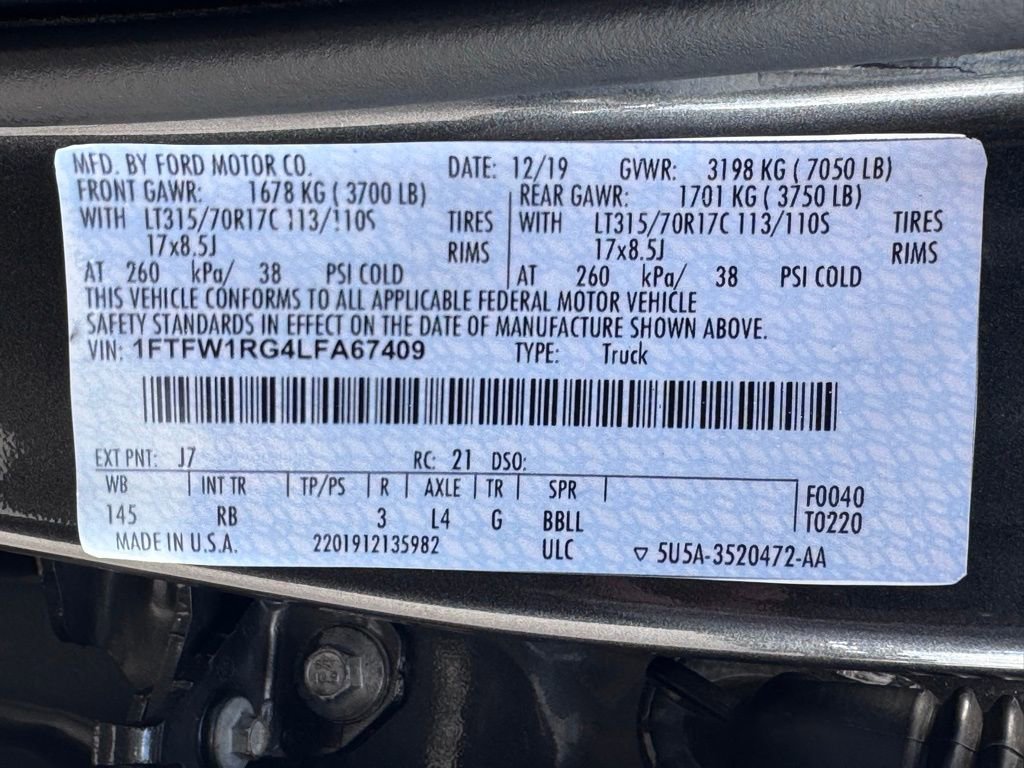 MFD. BY FORD MOTOR CO. DATE: 12/19 GVWR: 3198 KG ( 7050 LB)
FRONT GAWR: 1678 KG ( 3700 LB) REAR GAWR: 1701 KG ( 3750 LB)
WITH LT315/70R17C 113/110S TIRES WITH LT315/70R17C 113/110S TIRES
17x8.5J RIMS 17x8.5J RIMS
AT 260 kPa/ 38 PSI COLD AT 260 kPa/ 38 PSI COLD
THIS VEHICLE CONFORMS TO ALL APPLICABLE FEDERAL MOTOR VEHICLE
SAFETY STANDARDS IN EFFECT ON THE DATE OF MANUFACTURE SHOWN ABOVE.
VIN: 1FTFW1RG4LFA67409 TYPE: Truck
EXT PNT: J7 RC: 21 DSO:
WB INT TR TP/PS R AXLE TR SPR F0040
145 RB 3 L4 G BBLL T0220
MADE IN U.S.A. 2201912135982 ULC ▽ 5U5A-3520472-AA
10.9